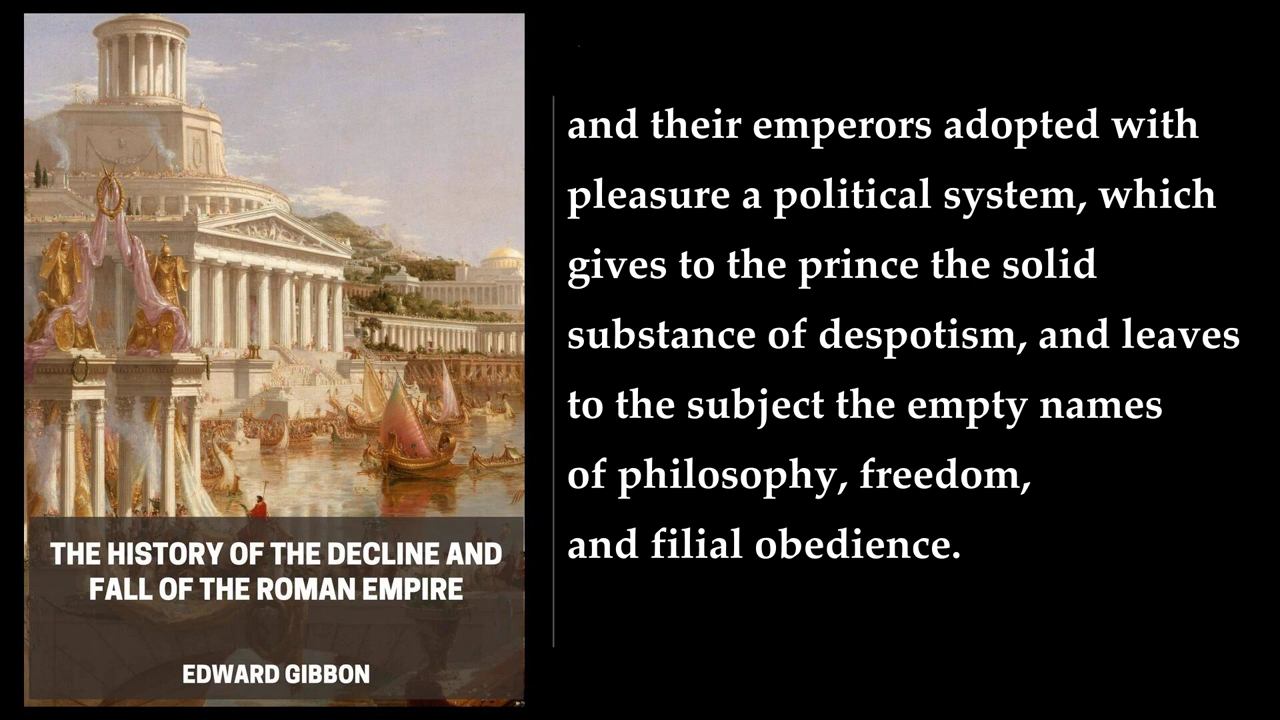 THE HISTORY OF THE DECLINE AND
FALL OF THE ROMAN EMPIRE
EDWARD GIBBON
and their emperors adopted with
pleasure a political system, which
gives to the prince the solid
substance of despotism, and leaves
to the subject the empty names
of philosophy, freedom,
and filial obedience.